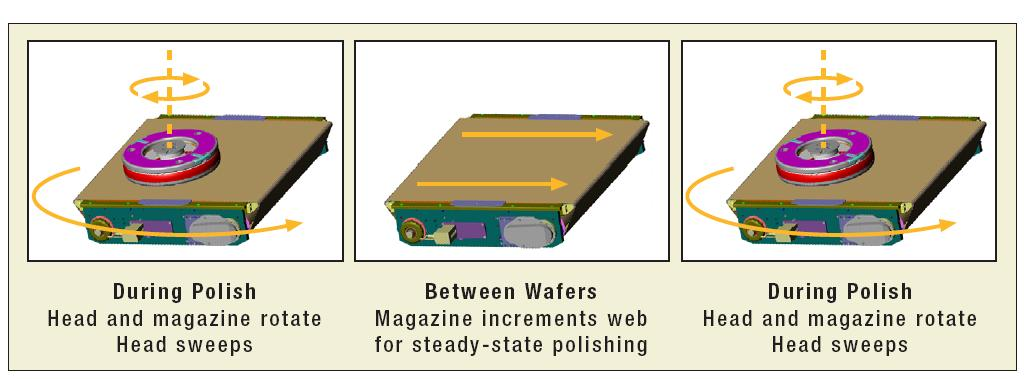 During Polish
Head and magazine rotate
Head sweeps
Between Wafers
Magazine increments web
for steady-state polishing
During Polish
Head and magazine rotate
Head sweeps